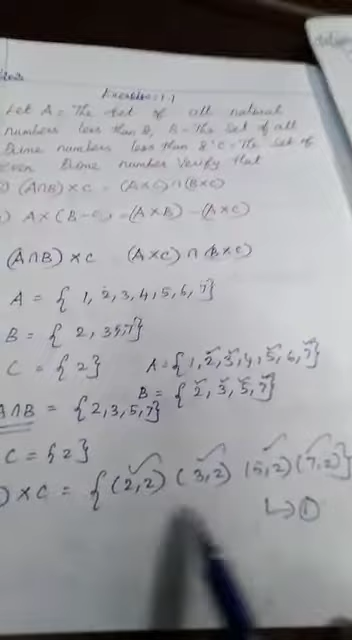 Exercise: 1.1
Let A = The set of all natural
numbers less than 8, B = The set of all
Prime numbers less than 8 C = The set of
even Prime number Verify that
(A∩B) × C = (A×C) ∩ (B×C)
A × (B - C) = (A×B) - (A×C)
(A∩B) × C (A×C) ∩ (B×C)
A = { 1, 2, 3, 4, 5, 6, 7}
B = { 2, 3, 5, 7}
C = { 2} A = {1, 2, 3, 4, 5, 6, 7}
B = { 2, 3, 5, 7}
A∩B = {2, 3, 5, 7}
C = {2}
) × C = { (2,2) (3,2) (5,2) (7,2)}
↳ ①